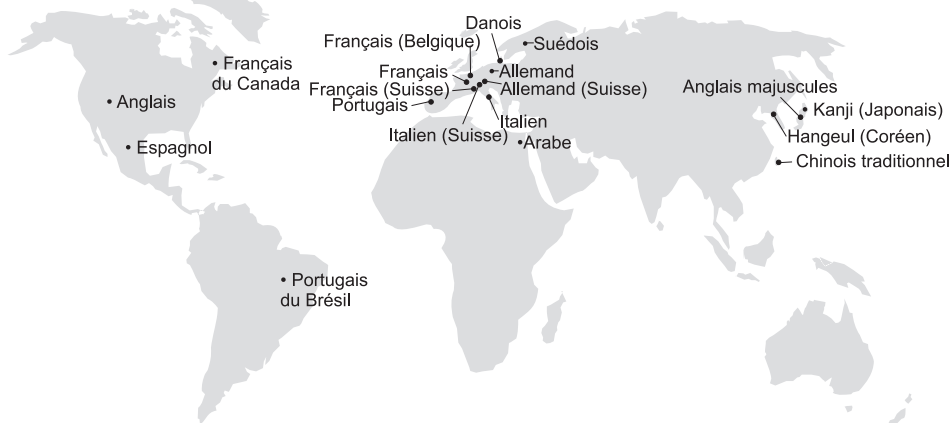 Danois
Français (Belgique)
Suédois
Français
du Canada
Français
Allemand
Français (Suisse)
Allemand (Suisse)
Anglais majuscules
Anglais
Portugais
Kanji (Japonais)
Italien
Italien (Suisse)
Hangeul (Coréen)
Espagnol
Arabe
Chinois traditionnel
Portugais
du Brésil